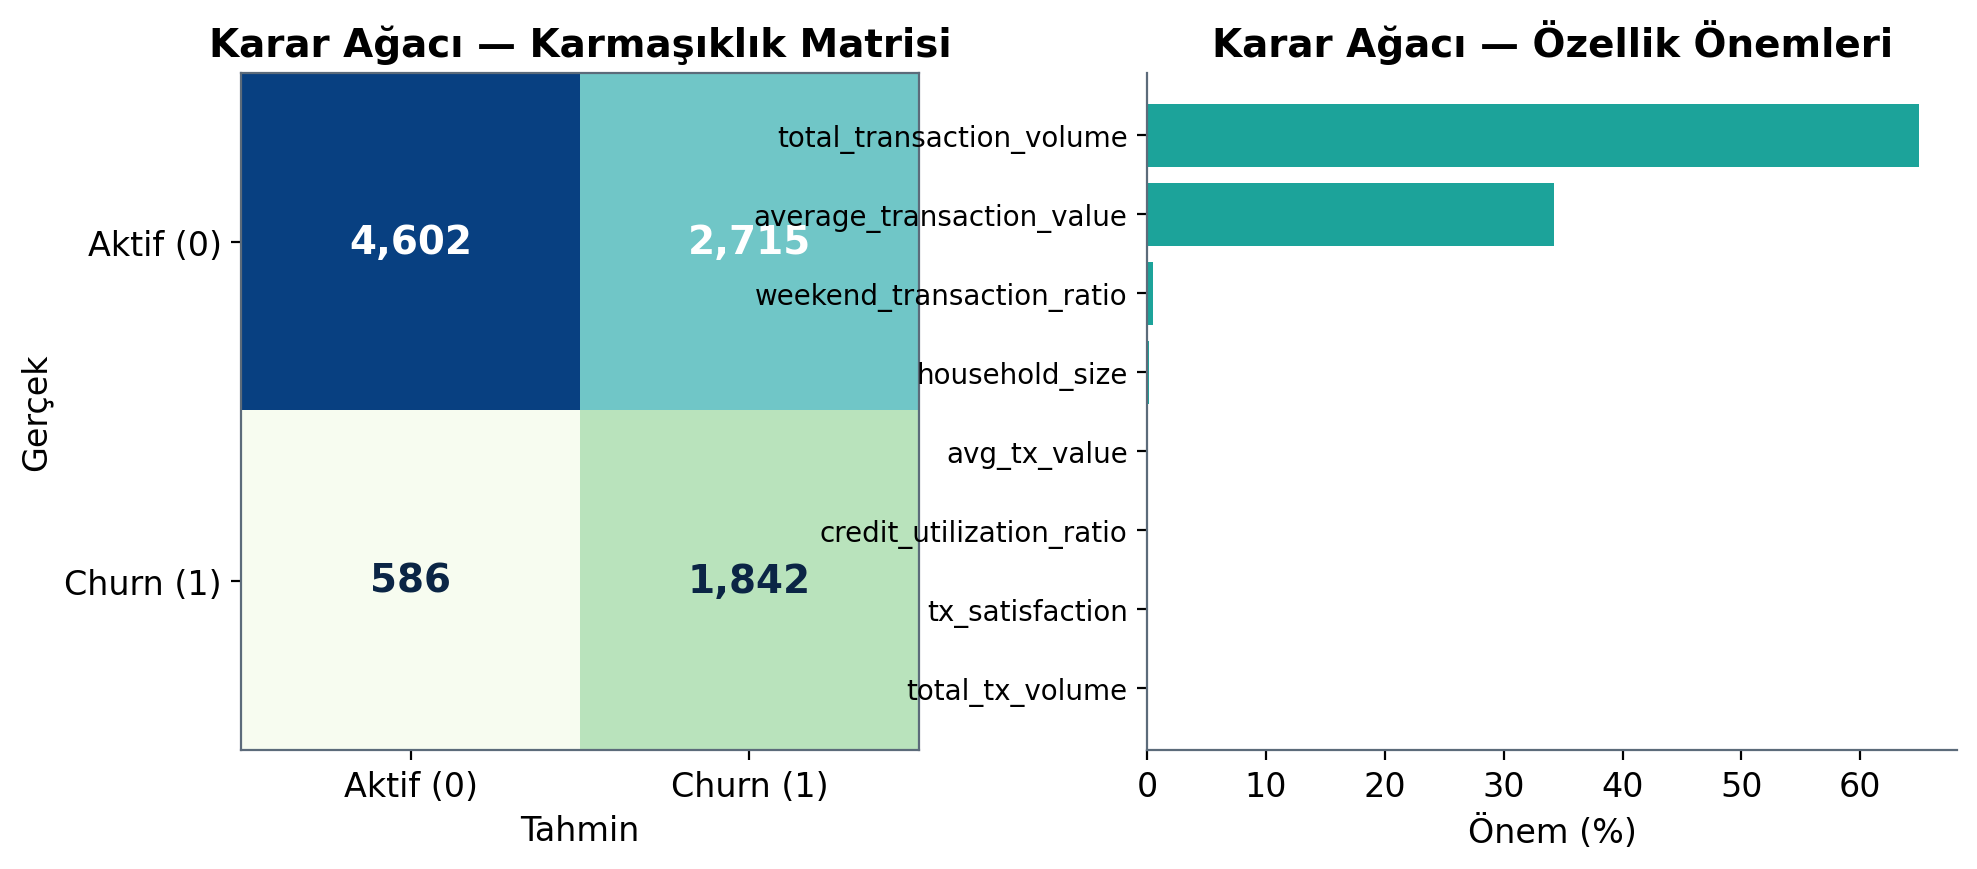 Karar Ağacı — Karmaşıklık Matrisi
Gerçek
Aktif (0)
4,602
2,715
Churn (1)
586
1,842
Aktif (0)
Churn (1)
Tahmin
Karar Ağacı — Özellik Önemleri
total_transaction_volume
average_transaction_value
weekend_transaction_ratio
household_size
avg_tx_value
credit_utilization_ratio
tx_satisfaction
total_tx_volume
0 10 20 30 40 50 60
Önem (%)